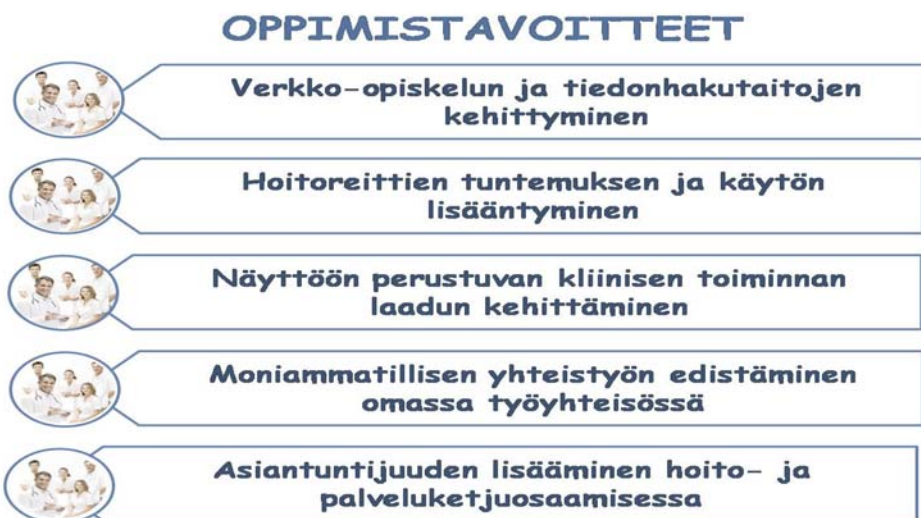 OPPIMISTAVOITTEET
Verkko-opiskelun ja tiedonhakutaitojen
kehittyminen
Hoitoreittien tuntemuksen ja käytön
lisääntyminen
Näyttöön perustuvan kliinisen toiminnan
laadun kehittäminen
Moniammatillisen yhteistyön edistäminen
omassa työyhteisössä
Asiantuntijuuden lisääminen hoito- ja
palveluketjuosaamisessa